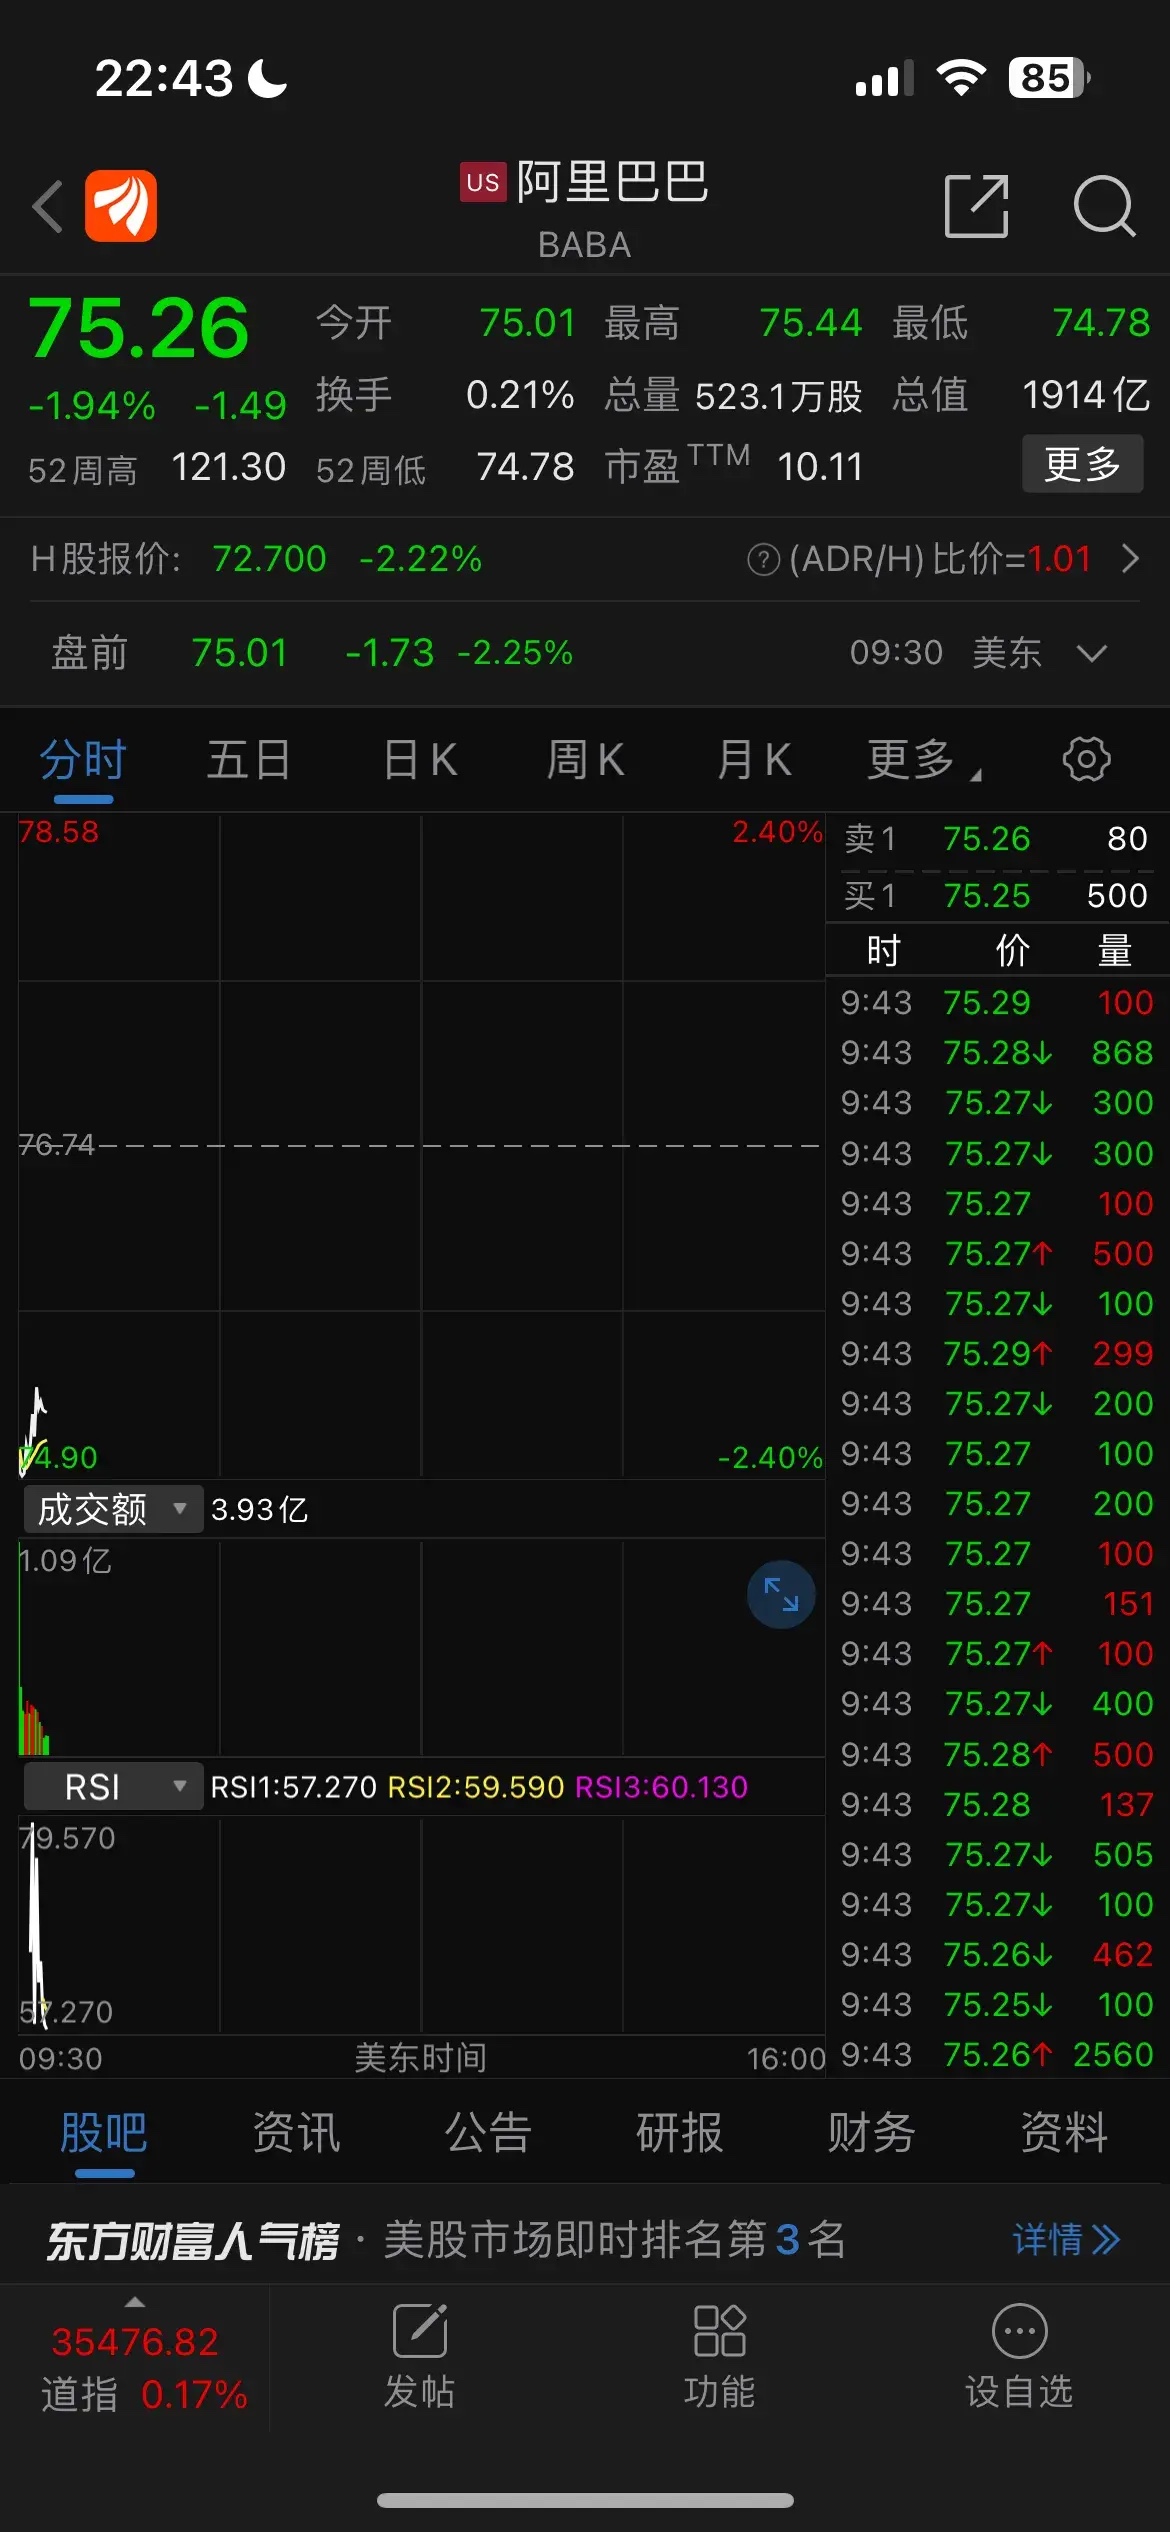 22:43 85
US 阿里巴巴
BABA
75.26 今开 75.01 最高 75.44 最低 74.78
-1.94% -1.49 换手 0.21% 总量 523.1万股 总值 1914亿
52周高 121.30 52周低 74.78 市盈TTM 10.11 更多
H股报价: 72.700 -2.22% ? (ADR/H)比价=1.01
盘前 75.01 -1.73 -2.25% 09:30 美东
分时 五日 日K 周K 月K 更多
78.58 2.40%
76.74
74.90 -2.40%
成交额 3.93亿
1.09亿
RSI RSI1:57.270 RSI2:59.590 RSI3:60.130
79.570
57.270
09:30 美东时间 16:00
卖1 75.26 80
买1 75.25 500
时 价 量
9:43 75.29 100
9:43 75.28↓ 868
9:43 75.27↓ 300
9:43 75.27↓ 300
9:43 75.27 100
9:43 75.27↑ 500
9:43 75.27↓ 100
9:43 75.29↑ 299
9:43 75.27↓ 200
9:43 75.27 100
9:43 75.27 200
9:43 75.27 100
9:43 75.27 151
9:43 75.27↑ 100
9:43 75.27↓ 400
9:43 75.28↑ 500
9:43 75.28 137
9:43 75.27↓ 505
9:43 75.27↓ 100
9:43 75.26↓ 462
9:43 75.25↓ 100
9:43 75.26↑ 2560
股吧 资讯 公告 研报 财务 资料
东方财富人气榜 · 美股市场即时排名第3名 详情
35476.82
道指 0.17% 发帖 功能 设自选